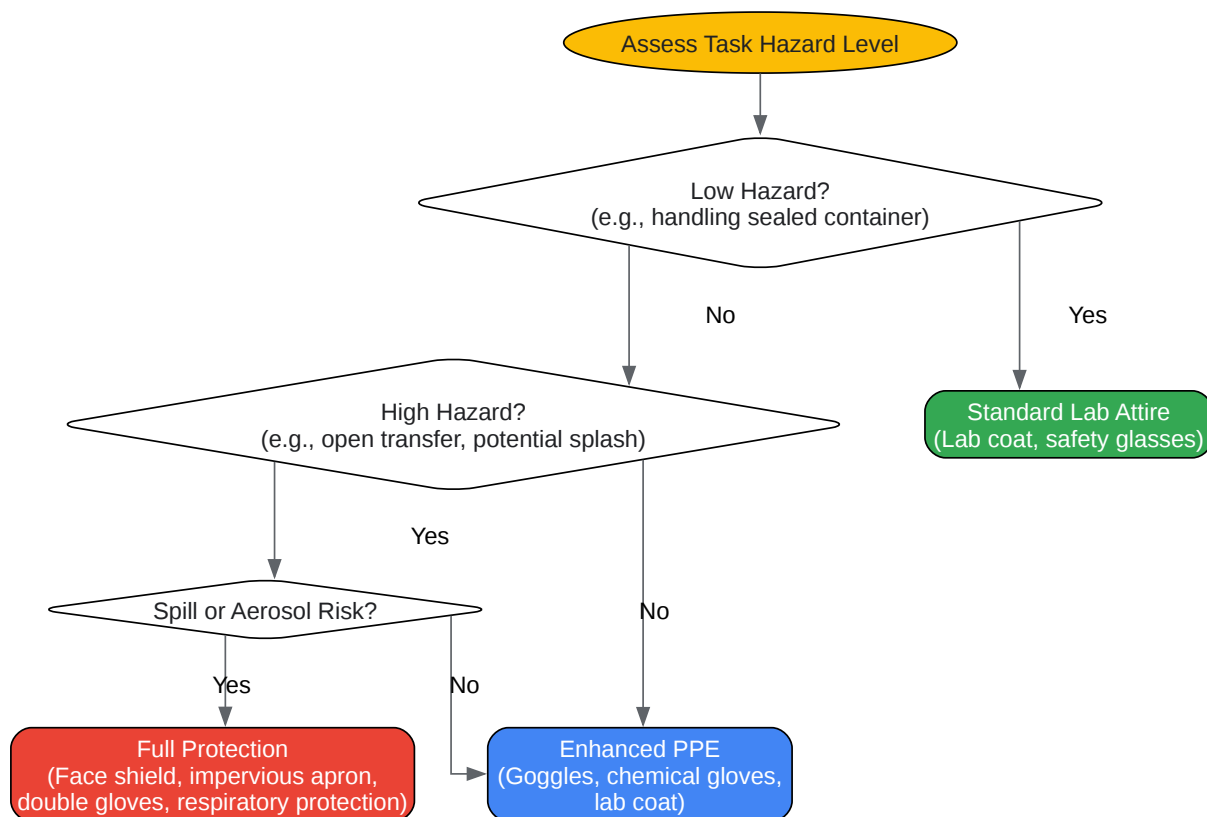 Assess Task Hazard Level
Low Hazard?
(e.g., handling sealed container)
No
Yes
High Hazard?
(e.g., open transfer, potential splash)
Standard Lab Attire
(Lab coat, safety glasses)
Yes
Spill or Aerosol Risk?
No
Yes
No
Full Protection
(Face shield, impervious apron,
double gloves, respiratory protection)
Enhanced PPE
(Goggles, chemical gloves,
lab coat)